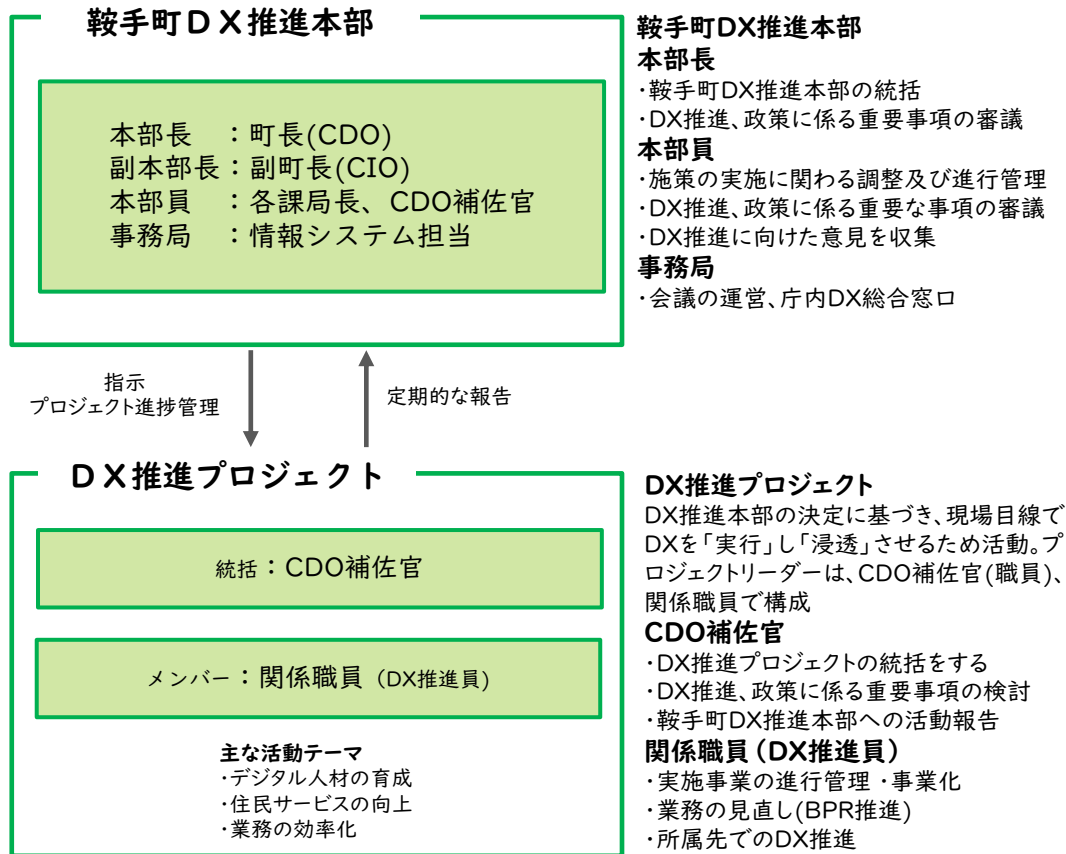 鞍手町DX推進本部
本部長　：町長(CDO)
副本部長：副町長(CIO)
本部員　：各課局長、CDO補佐官
事務局　：情報システム担当
鞍手町DX推進本部
本部長
・鞍手町DX推進本部の統括
・DX推進、政策に係る重要事項の審議
本部員
・施策の実施に関わる調整及び進行管理
・DX推進、政策に係る重要な事項の審議
・DX推進に向けた意見を収集
事務局
・会議の運営、庁内DX総合窓口
指示
プロジェクト進捗管理
定期的な報告
DX推進プロジェクト
統括：CDO補佐官
メンバー：関係職員（DX推進員)
主な活動テーマ
・デジタル人材の育成
・住民サービスの向上
・業務の効率化
DX推進プロジェクト
DX推進本部の決定に基づき、現場目線で
DXを「実行」し「浸透」させるため活動。プ
ロジェクトリーダーは、CDO補佐官(職員)、
関係職員で構成
CDO補佐官
・DX推進プロジェクトの統括をする
・DX推進、政策に係る重要事項の検討
・鞍手町DX推進本部への活動報告
関係職員（DX推進員）
・実施事業の進行管理 ・事業化
・業務の見直し(BPR推進)
・所属先でのDX推進